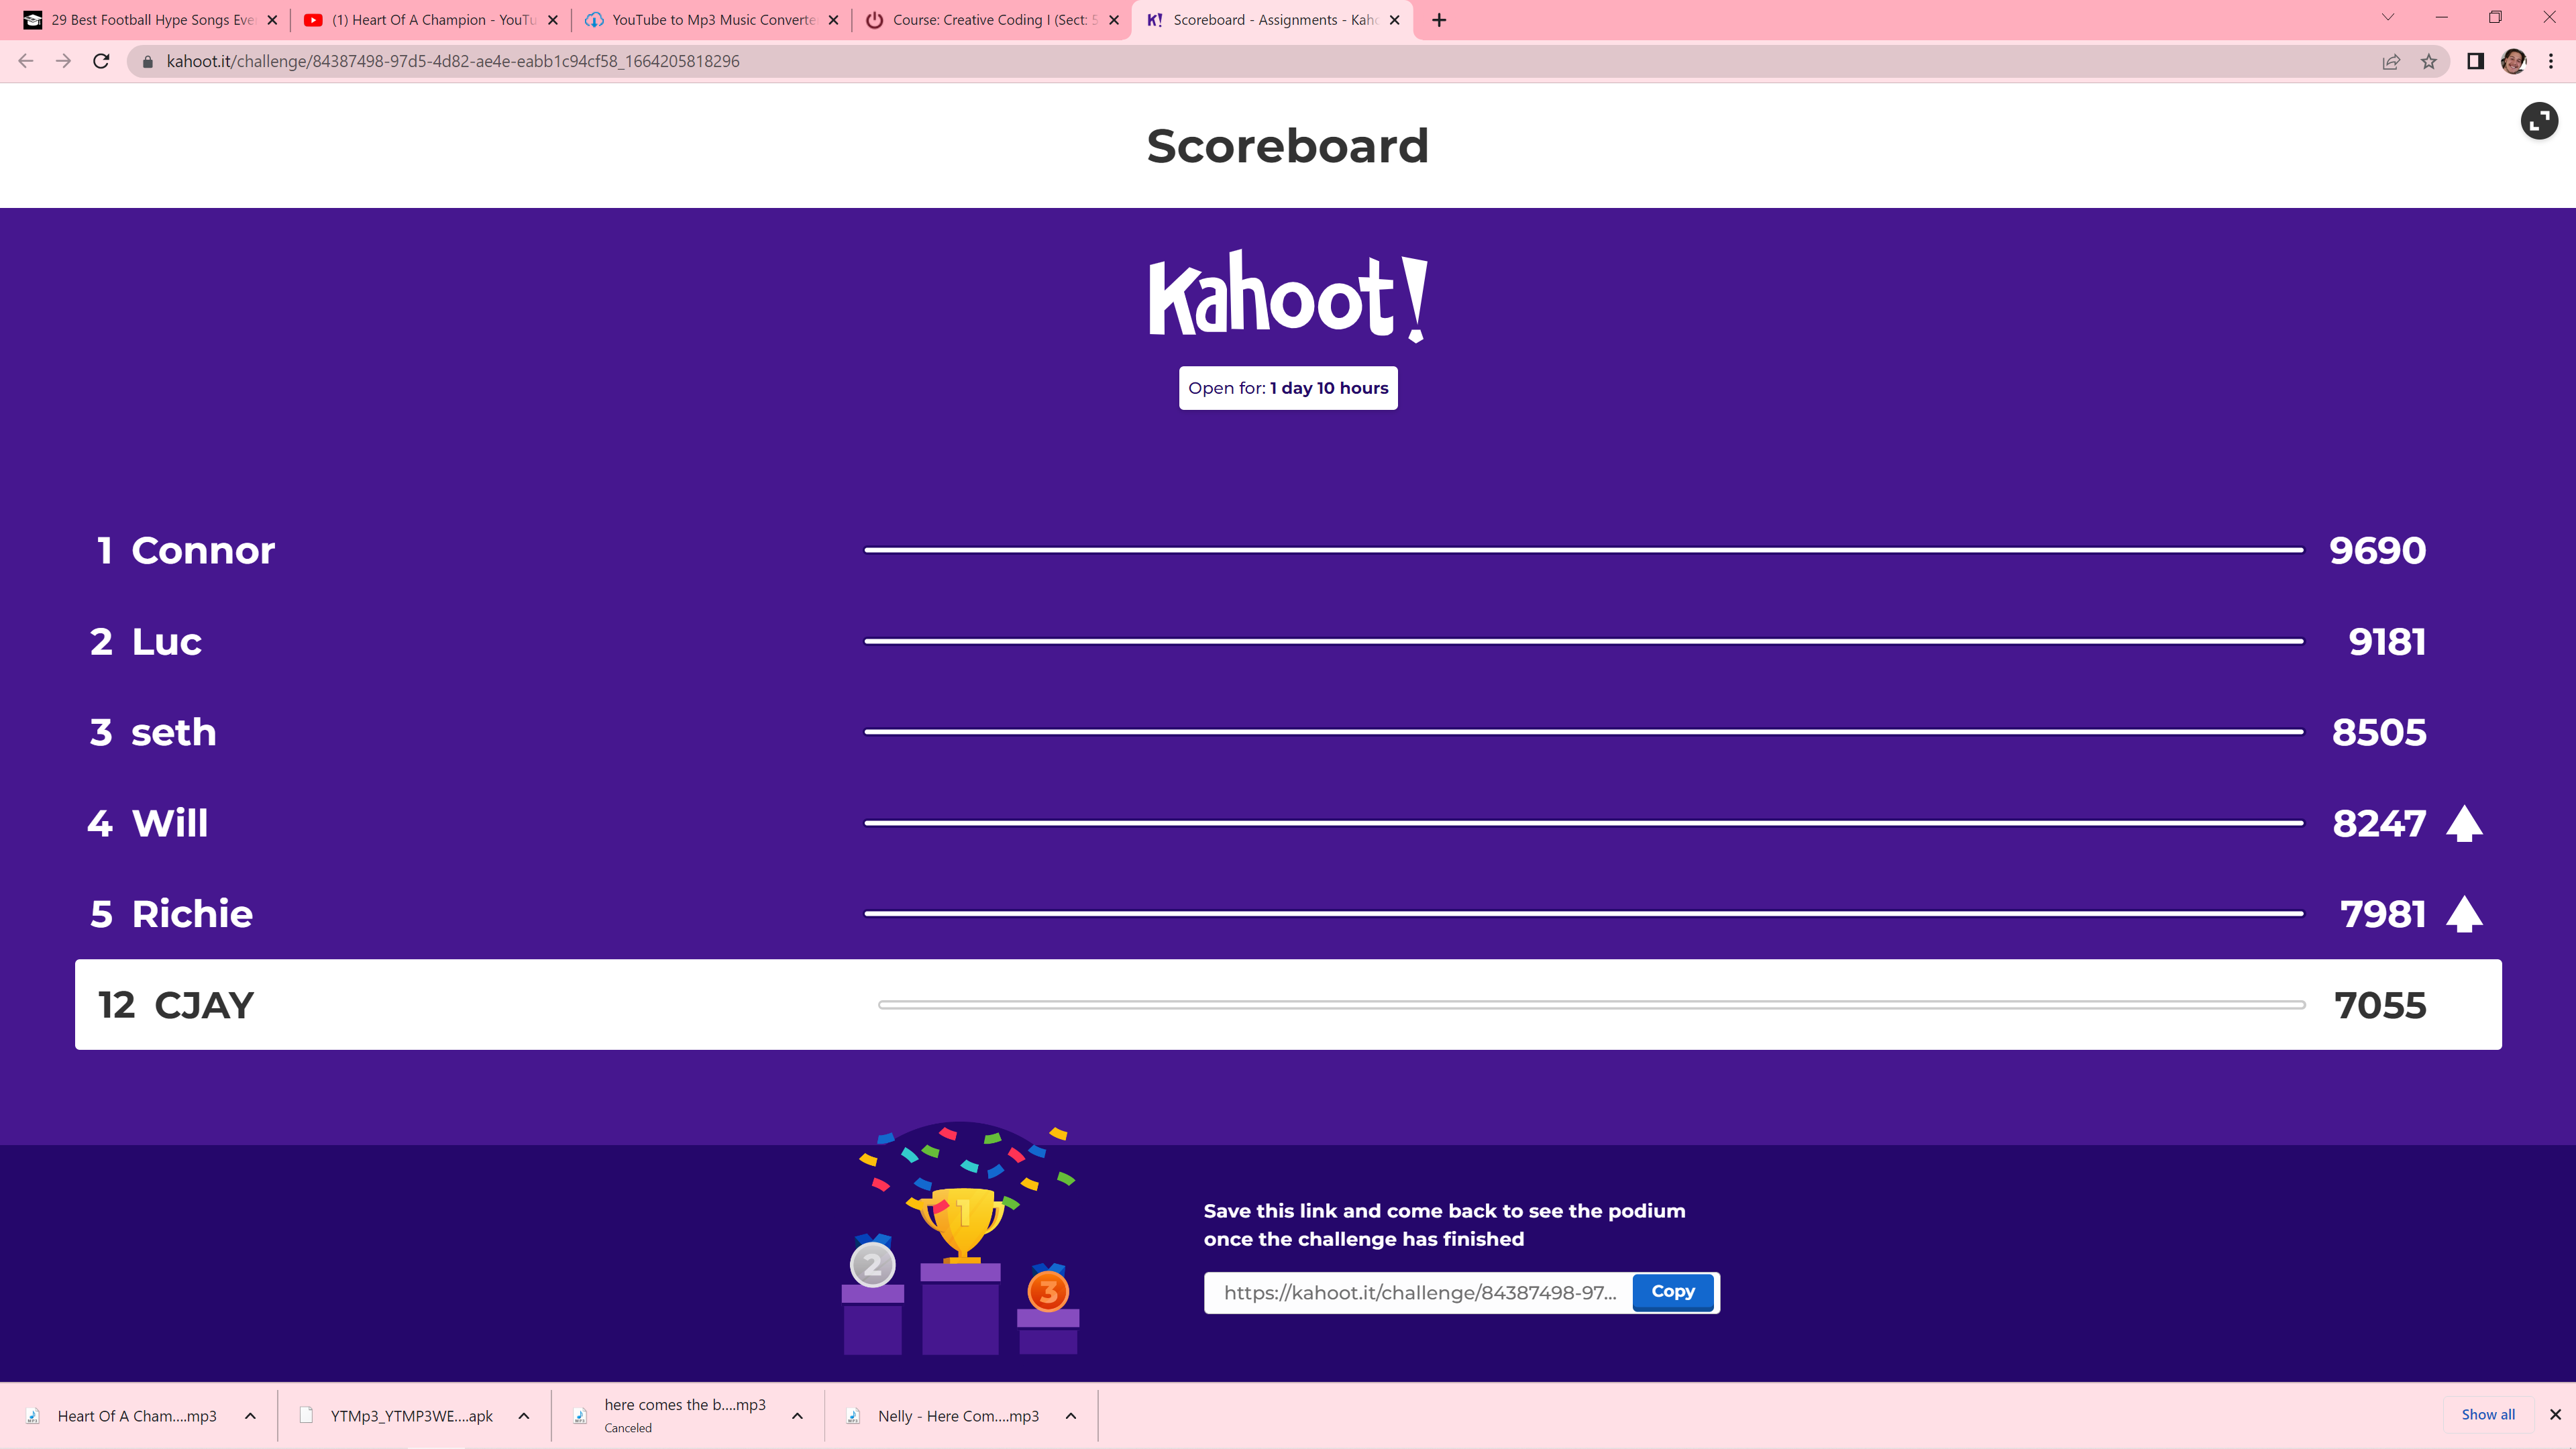 29 Best Football Hype Songs Eve
(1) Heart Of A Champion - YouTu
YouTube to Mp3 Music Converte
Course: Creative Coding I (Sect: 5
K! Scoreboard - Assignments - Kaho
kahoot.it/challenge/84387498-97d5-4d82-ae4e-eabb1c94cf58_1664205818296
Scoreboard
Kahoot!
Open for: 1 day 10 hours
1 Connor 9690
2 Luc 9181
3 seth 8505
4 Will 8247
5 Richie 7981
12 CJAY 7055
1
2
3
Save this link and come back to see the podium
once the challenge has finished
https://kahoot.it/challenge/84387498-97... Copy
Heart Of A Cham....mp3
YTMp3_YTMP3WE....apk
here comes the b....mp3
Canceled
Nelly - Here Com....mp3
Show all